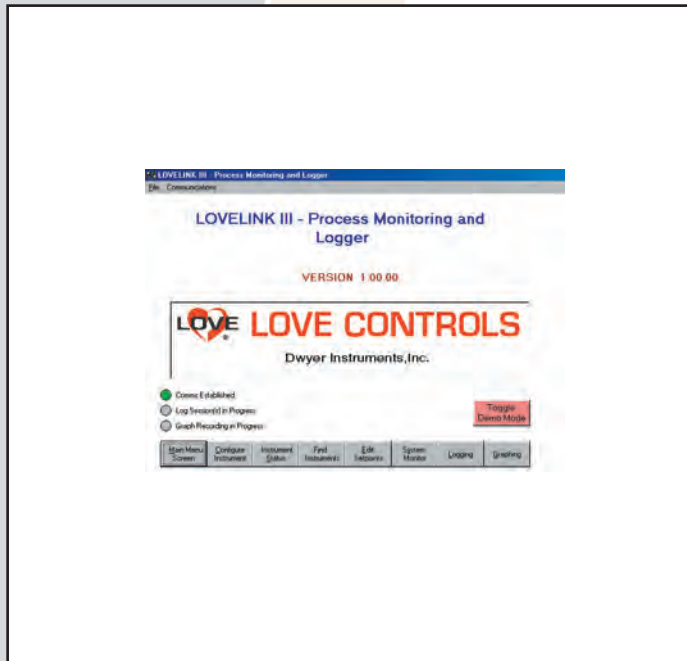 LOVELINK III - Process Monitoring and Logger
File Communications
LOVELINK III - Process Monitoring and
Logger
VERSION 1.00.00
LOVE LOVE CONTROLS
®
Dwyer Instruments,Inc.
Comms Established
Log Session(s) in Progress
Graph Recording in Progress
Toggle
Demo Mode
Main Menu Configure Instrument Find Edit System Logging Graphing
Screen Instrument Status Instruments Setpoints Monitor